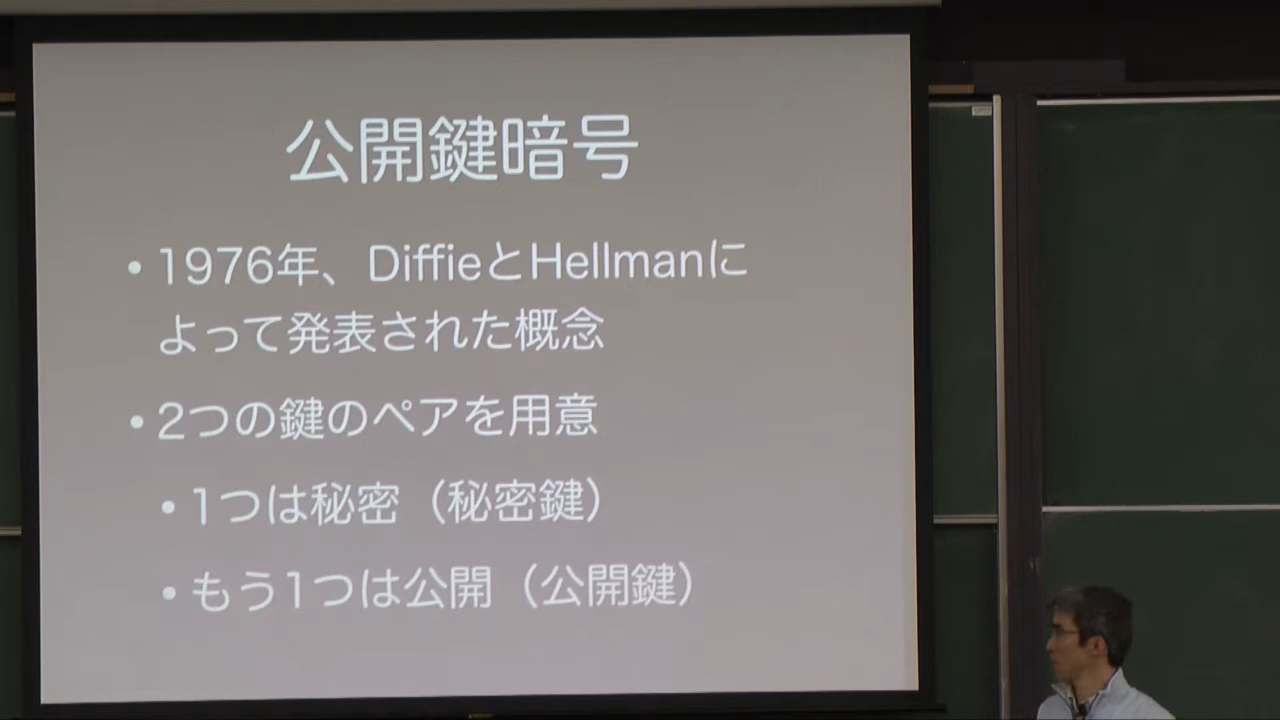 公開鍵暗号
• 1976年、DiffieとHellmanに
よって発表された概念
• 2つの鍵のペアを用意
• 1つは秘密（秘密鍵）
• もう1つは公開（公開鍵）